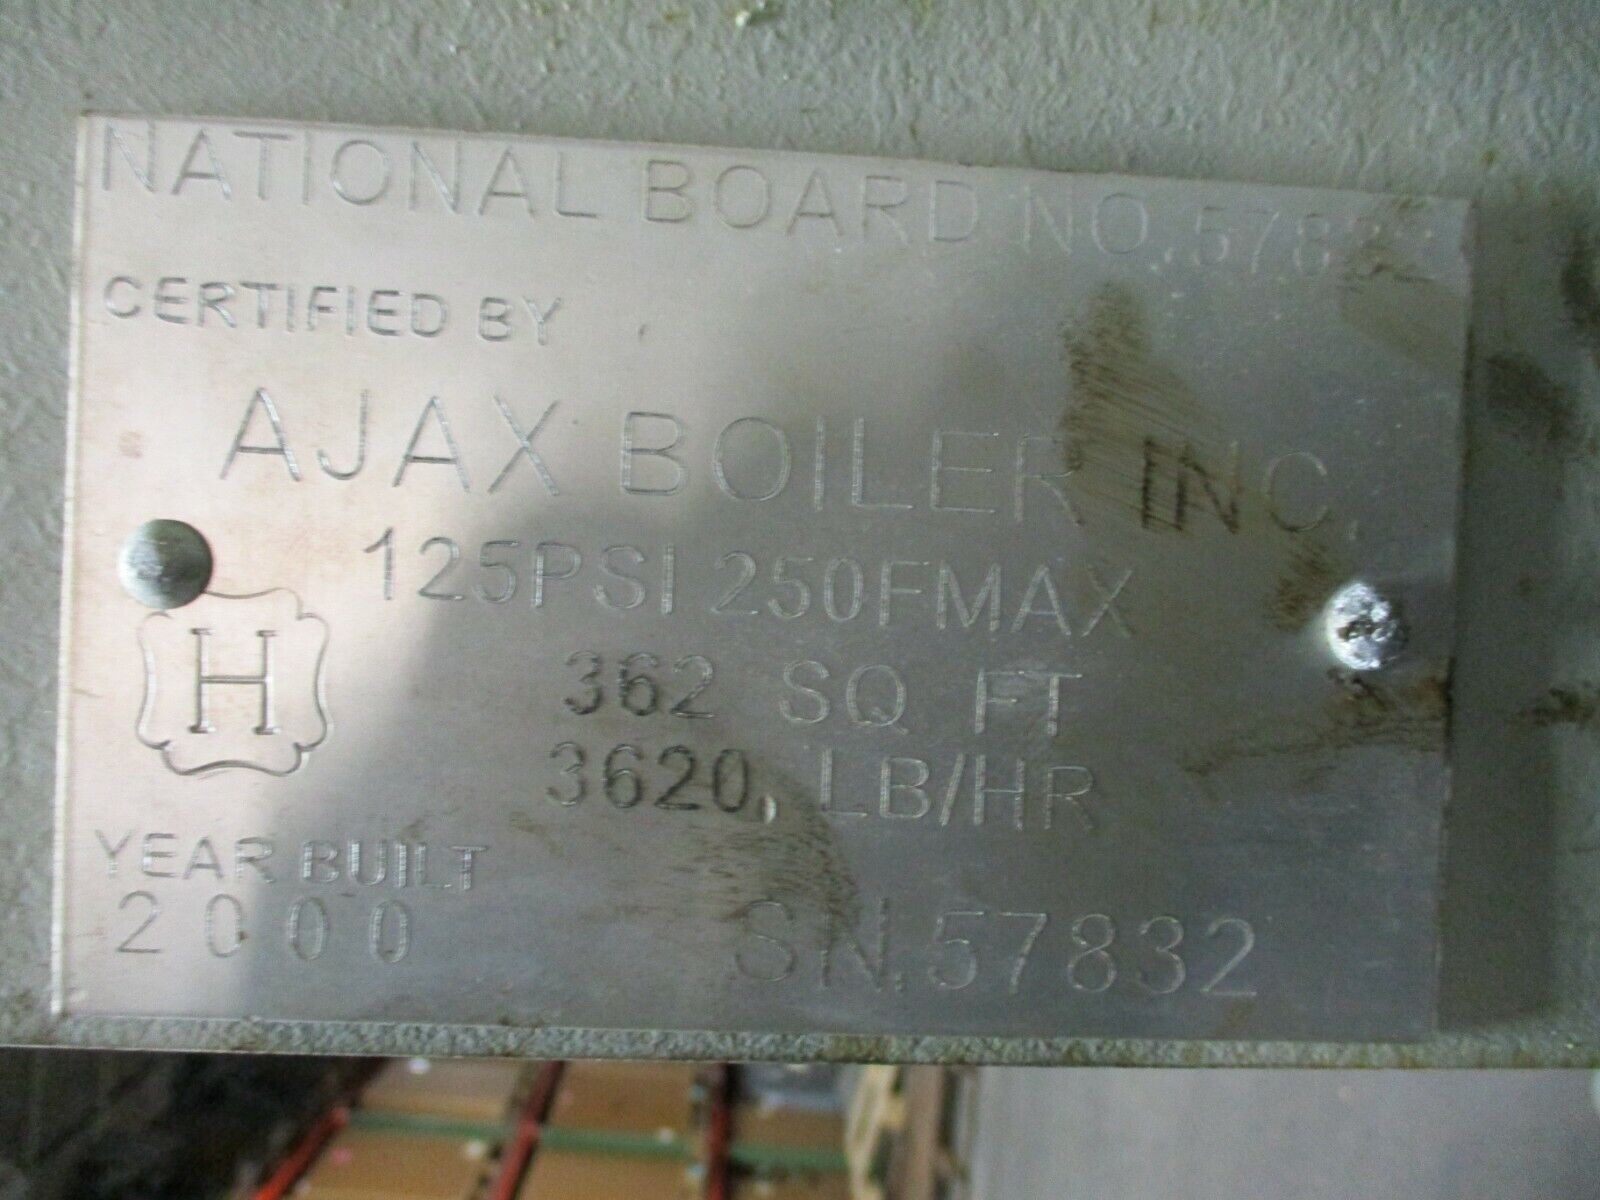 NATIONAL BOARD NO.
CERTIFIED BY
AJAX BOILER INC.
125PSI 250FMAX
H
362 SQ FT
3620, LB/HR
YEAR BUILT
2000
SN.57832